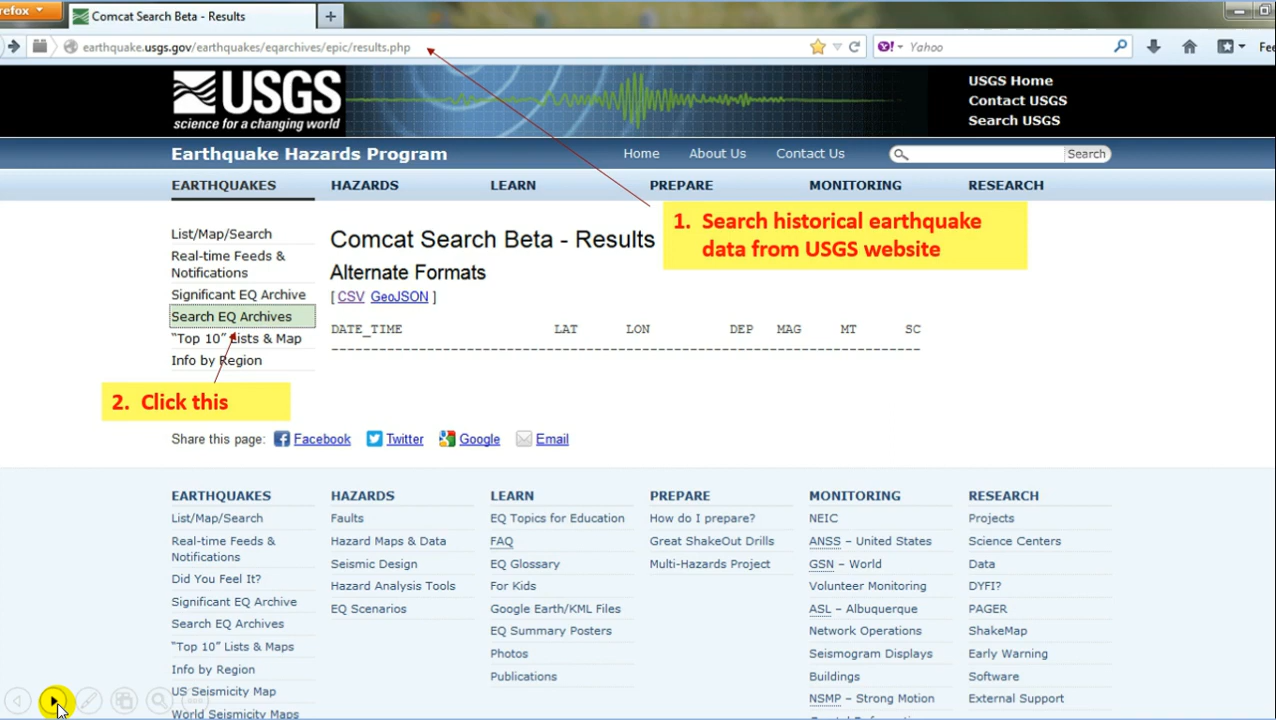 refox
Comcat Search Beta - Results
earthquake.usgs.gov/earthquakes/eqarchives/epic/results.php
Yahoo
Fee
USGS
science for a changing world
USGS Home
Contact USGS
Search USGS
Earthquake Hazards Program
Home About Us Contact Us Search
EARTHQUAKES HAZARDS LEARN PREPARE MONITORING RESEARCH
1. Search historical earthquake
data from USGS website
List/Map/Search
Real-time Feeds &
Notifications
Significant EQ Archive
Search EQ Archives
“Top 10” Lists & Map
Info by Region
Comcat Search Beta - Results
Alternate Formats
[ CSV GeoJSON ]
DATE_TIME LAT LON DEP MAG MT SC
2. Click this
Share this page: Facebook Twitter Google Email
EARTHQUAKES
List/Map/Search
Real-time Feeds &
Notifications
Did You Feel It?
Significant EQ Archive
Search EQ Archives
“Top 10” Lists & Maps
Info by Region
US Seismicity Map
World Seismicity Maps
HAZARDS
Faults
Hazard Maps & Data
Seismic Design
Hazard Analysis Tools
EQ Scenarios
LEARN
EQ Topics for Education
FAQ
EQ Glossary
For Kids
Google Earth/KML Files
EQ Summary Posters
Photos
Publications
PREPARE
How do I prepare?
Great ShakeOut Drills
Multi-Hazards Project
MONITORING
NEIC
ANSS – United States
GSN – World
Volunteer Monitoring
ASL – Albuquerque
Network Operations
Seismogram Displays
Buildings
NSMP – Strong Motion
RESEARCH
Projects
Science Centers
Data
DYFI?
PAGER
ShakeMap
Early Warning
Software
External Support